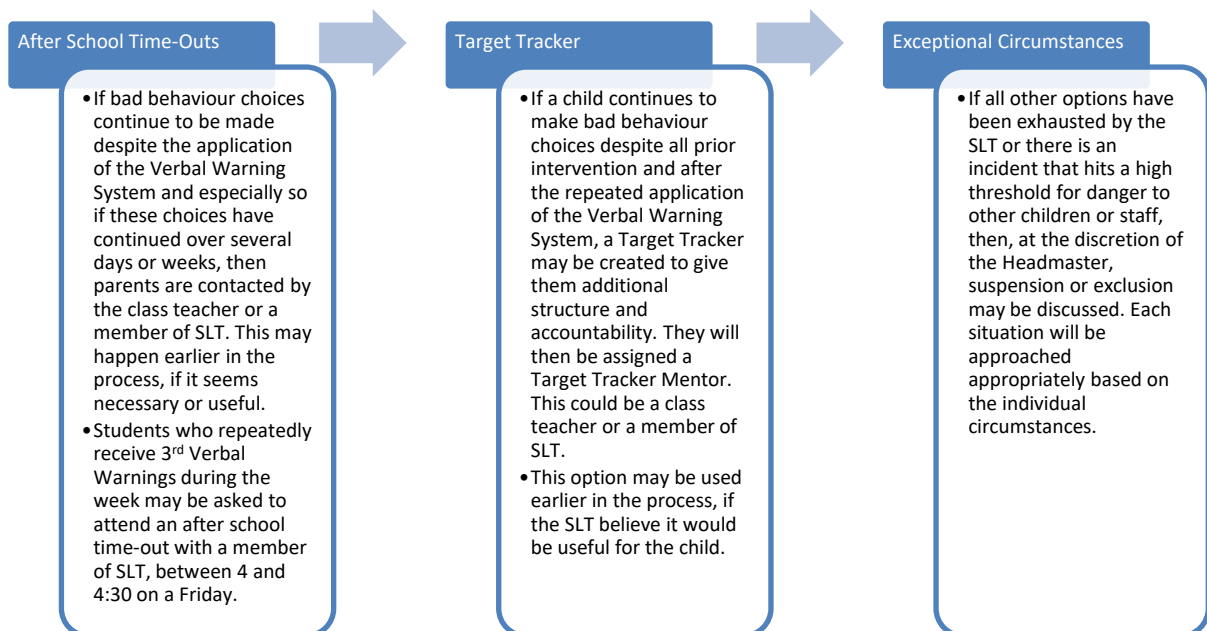 After School Time-Outs
•If bad behaviour choices
continue to be made
despite the application
of the Verbal Warning
System and especially so
if these choices have
continued over several
days or weeks, then
parents are contacted by
the class teacher or a
member of SLT. This may
happen earlier in the
process, if it seems
necessary or useful.
•Students who repeatedly
receive 3rd Verbal
Warnings during the
week may be asked to
attend an after school
time-out with a member
of SLT, between 4 and
4:30 on a Friday.
Target Tracker
•If a child continues to
make bad behaviour
choices despite all prior
intervention and after
the repeated application
of the Verbal Warning
System, a Target Tracker
may be created to give
them additional
structure and
accountability. They will
then be assigned a
Target Tracker Mentor.
This could be a class
teacher or a member of
SLT.
•This option may be used
earlier in the process, if
the SLT believe it would
be useful for the child.
Exceptional Circumstances
•If all other options have
been exhausted by the
SLT or there is an
incident that hits a high
threshold for danger to
other children or staff,
then, at the discretion of
the Headmaster,
suspension or exclusion
may be discussed. Each
situation will be
approached
appropriately based on
the individual
circumstances.